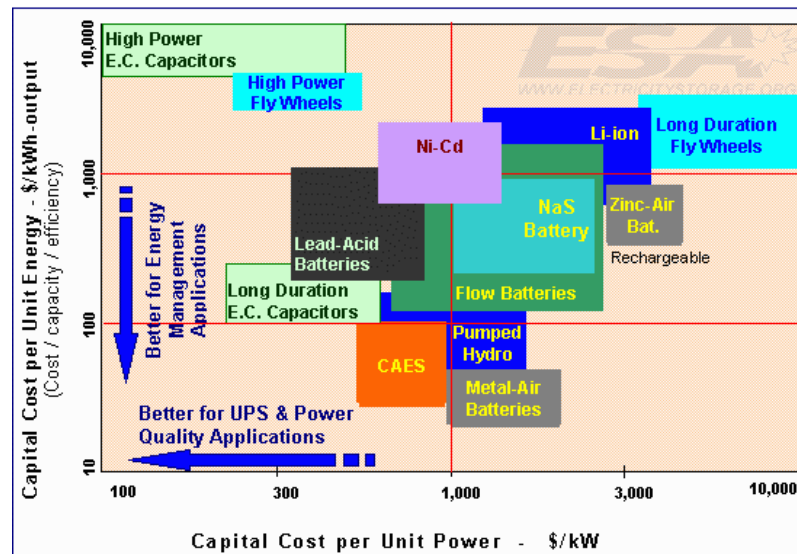 10,000
1,000
100
10
Capital Cost per Unit Energy - $/kWh-output
(Cost / capacity / efficiency)
High Power
E.C. Capacitors
High Power
Fly Wheels
ESA
WWW.ELECTRICITYSTORAGE.ORG
Ni-Cd
Li-ion
Long Duration
Fly Wheels
Better for Energy
Management
Applications
Lead-Acid
Batteries
NaS
Battery
Zinc-Air
Bat.
Rechargeable
Long Duration
E.C. Capacitors
Flow Batteries
CAES
Pumped
Hydro
Metal-Air
Batteries
Better for UPS & Power
Quality Applications
100
300
1,000
3,000
10,000
Capital Cost per Unit Power - $/kW